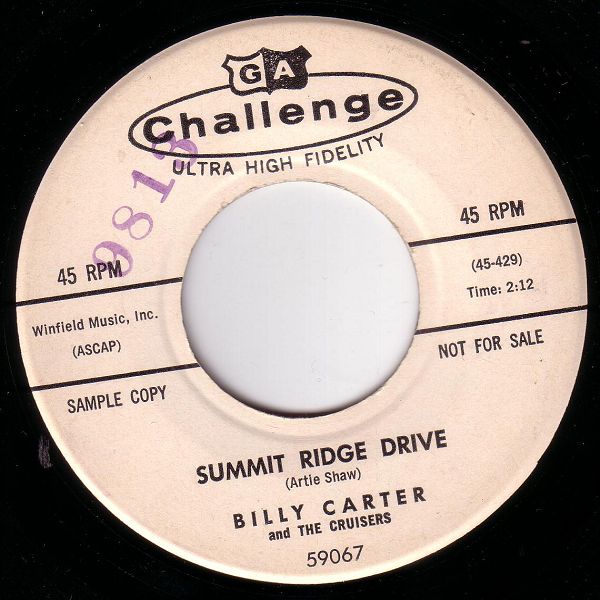 GA
Challenge
ULTRA HIGH FIDELITY
98138
45 RPM
45 RPM
Winfield Music, Inc.
(ASCAP)
(45-429)
Time: 2:12
SAMPLE COPY
NOT FOR SALE
SUMMIT RIDGE DRIVE
(Artie Shaw)
BILLY CARTER
and THE CRUISERS
59067